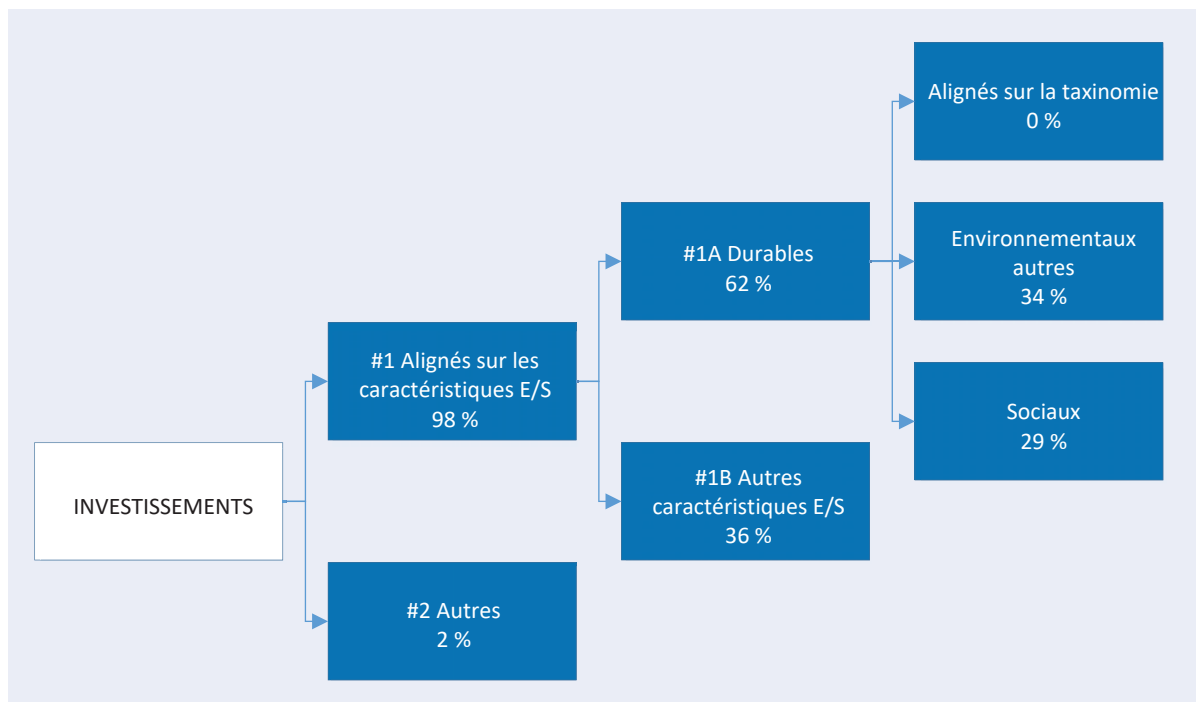 INVESTISSEMENTS
#1 Alignés sur les
caractéristiques E/S
98 %
#2 Autres
2 %
#1A Durables
62 %
#1B Autres
caractéristiques E/S
36 %
Alignés sur la taxinomie
0 %
Environnementaux
autres
34 %
Sociaux
29 %